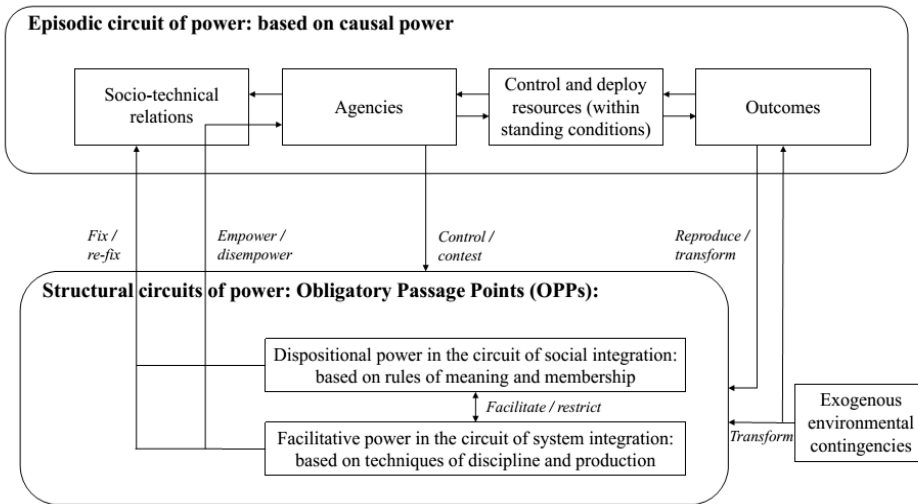 Episodic circuit of power: based on causal power
Socio-technical
relations
Agencies
Control and deploy
resources (within
standing conditions)
Outcomes
Fix /
re-fix
Empower /
disempower
Control /
contest
Reproduce /
transform
Structural circuits of power: Obligatory Passage Points (OPPs):
Dispositional power in the circuit of social integration:
based on rules of meaning and membership
Facilitate / restrict
Facilitative power in the circuit of system integration:
based on techniques of discipline and production
Transform
Exogenous
environmental
contingencies